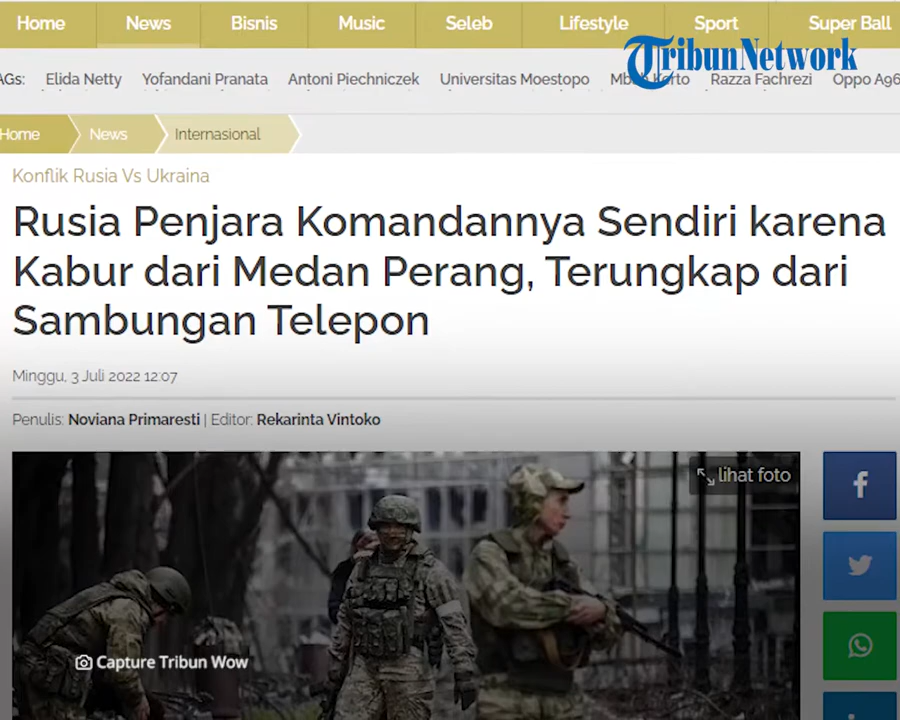 Home News Bisnis Music Seleb Lifestyle Sport Super Ball
TribunNetwork
AGs: Elida Netty Yofandani Pranata Antoni Piechniczek Universitas Moestopo Razza Fachrezi Oppo A96
Home News Internasional
Konflik Rusia Vs Ukraina
Rusia Penjara Komandannya Sendiri karena
Kabur dari Medan Perang, Terungkap dari
Sambungan Telepon
Minggu, 3 Juli 2022 12:07
Penulis: Noviana Primaresti | Editor: Rekarinta Vintoko
lihat foto
Capture Tribun Wow